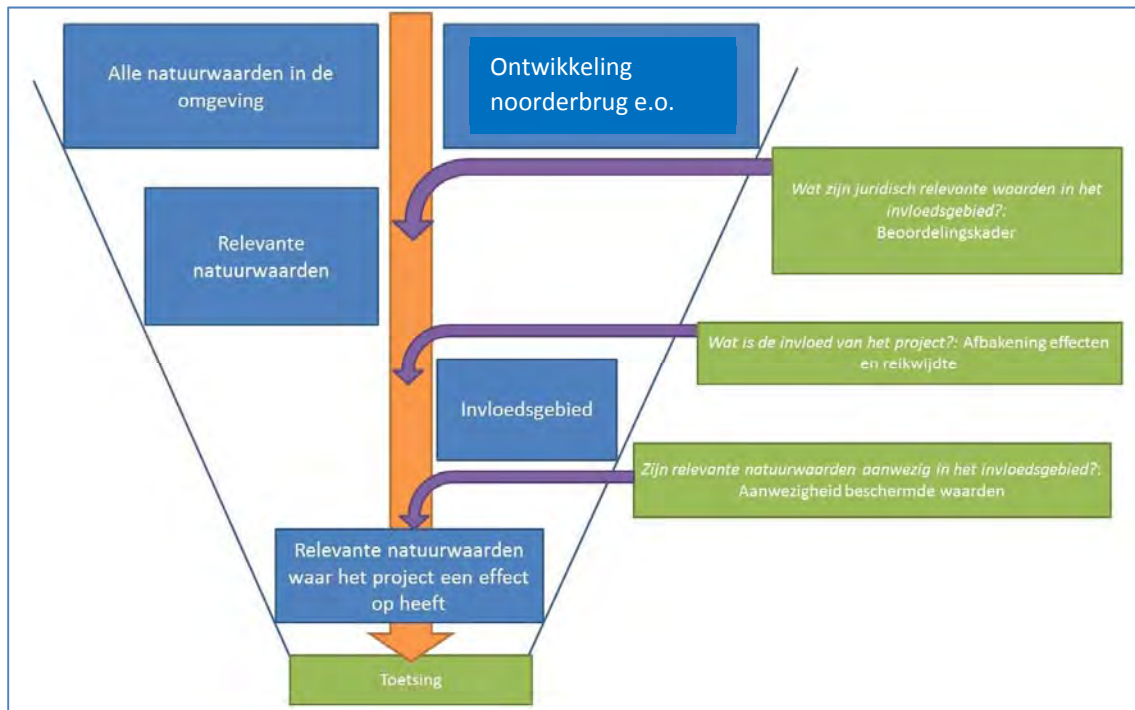 Alle natuurwaarden in de
omgeving
Ontwikkeling
noorderbrug e.o.
Wat zijn juridisch relevante waarden in het
invloedsgebied?:
Beoordelingskader
Relevante
natuurwaarden
Wat is de invloed van het project?: Afbakening effecten
en reikwijdte
Invloedsgebied
Zijn relevante natuurwaarden aanwezig in het invloedsgebied?:
Aanwezigheid beschermde waarden
Relevante natuurwaarden
waar het project een effect
op heeft
Toetsing